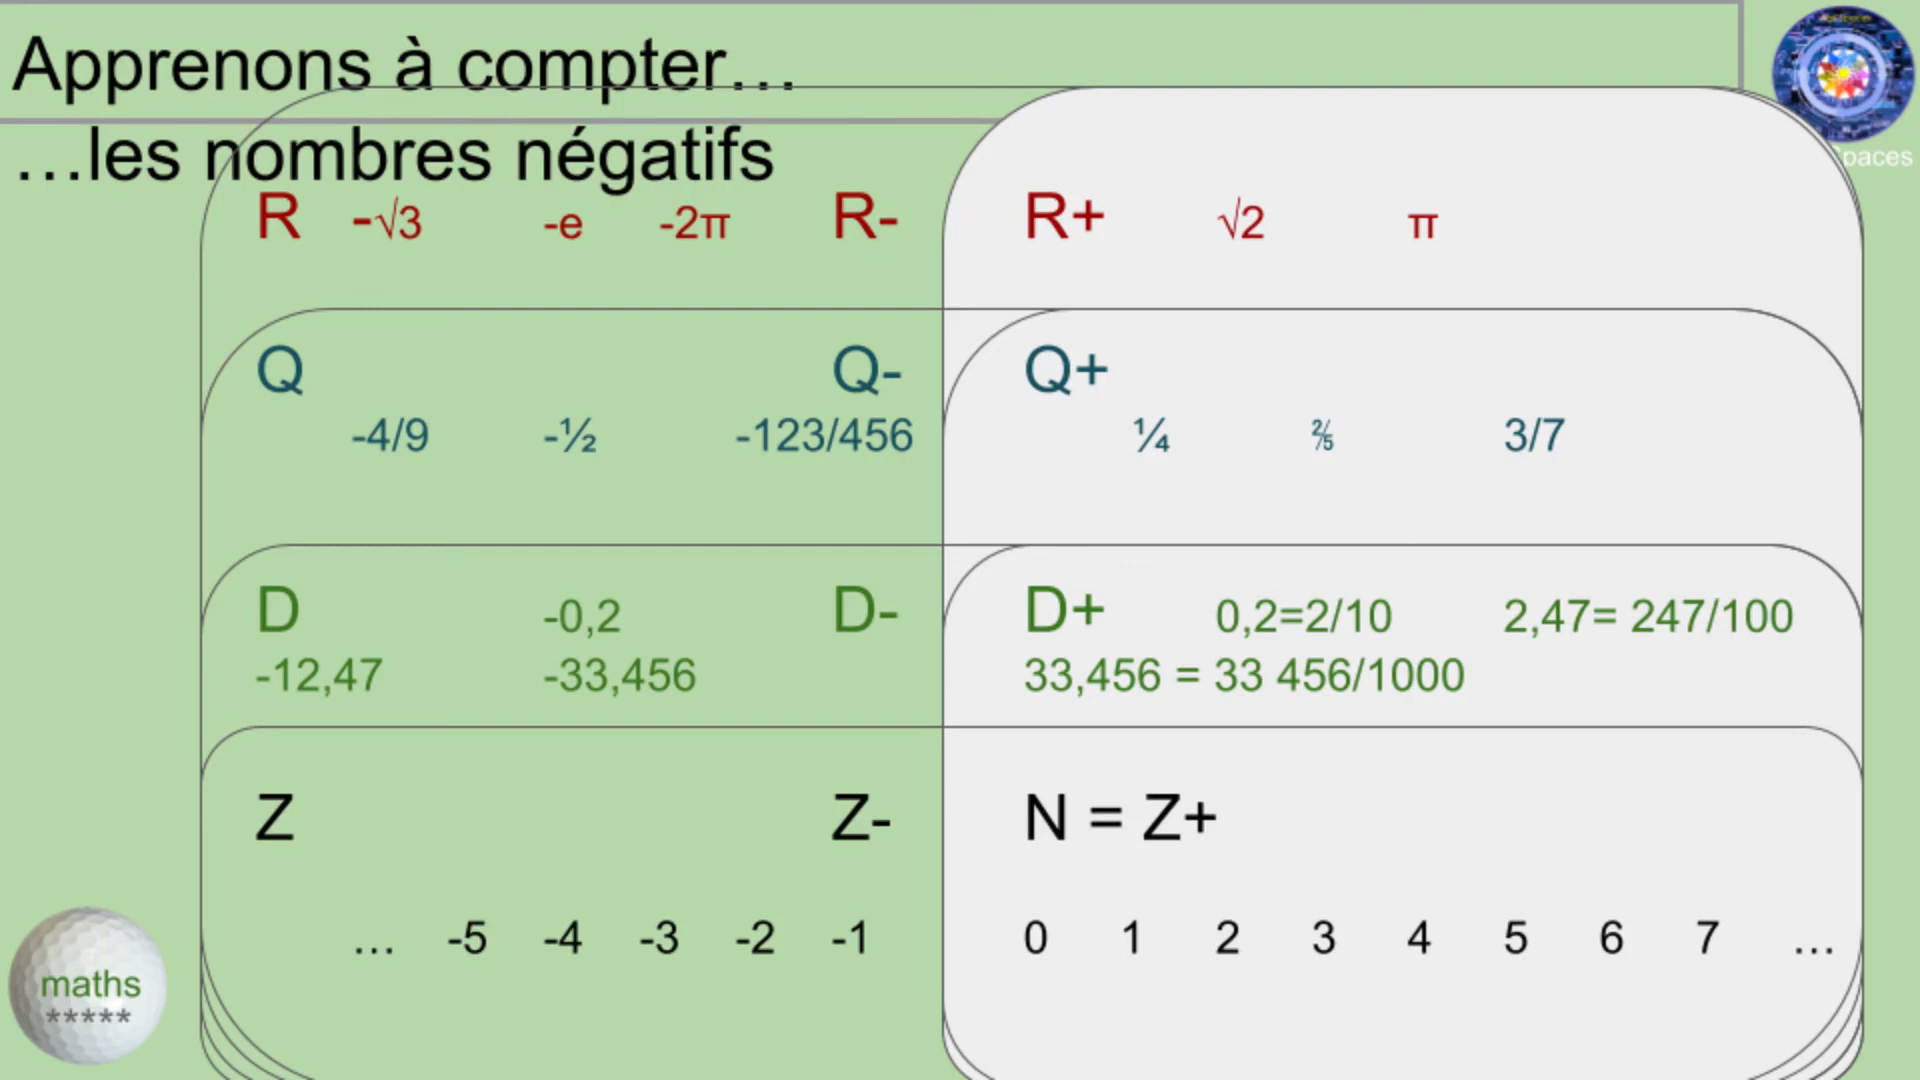 Apprenons à compter…
…les nombres négatifs
paces
R -√3 -e -2π R- R+ √2 π
Q Q- Q+
-4/9 -½ -123/456 ¼ ⅖ 3/7
D -0,2 D- D+ 0,2=2/10 2,47= 247/100
-12,47 -33,456 33,456 = 33 456/1000
Z Z- N = Z+
… -5 -4 -3 -2 -1 0 1 2 3 4 5 6 7 …
maths
*****